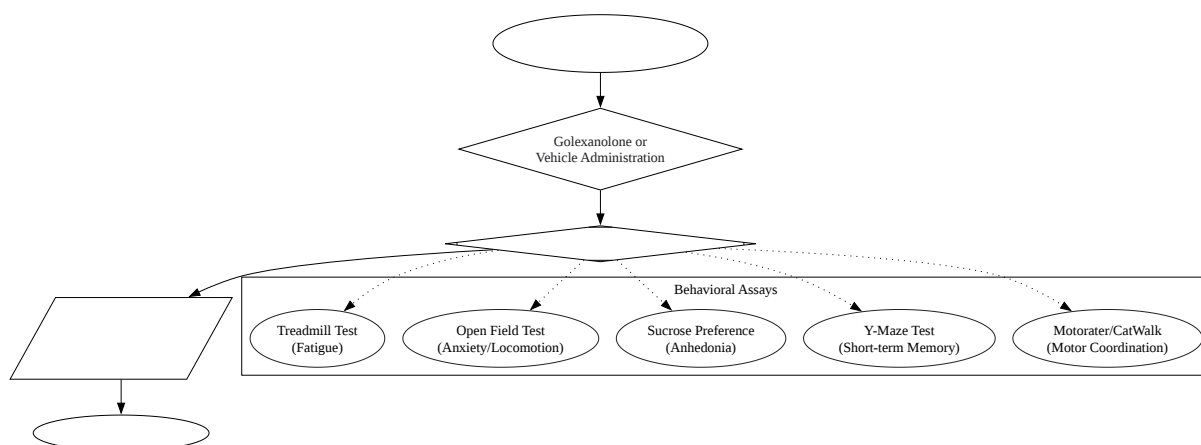 Golexanolone or
Vehicle Administration
Behavioral Assays
Treadmill Test
(Fatigue)
Open Field Test
(Anxiety/Locomotion)
Sucrose Preference
(Anhedonia)
Y-Maze Test
(Short-term Memory)
Motorater/CatWalk
(Motor Coordination)